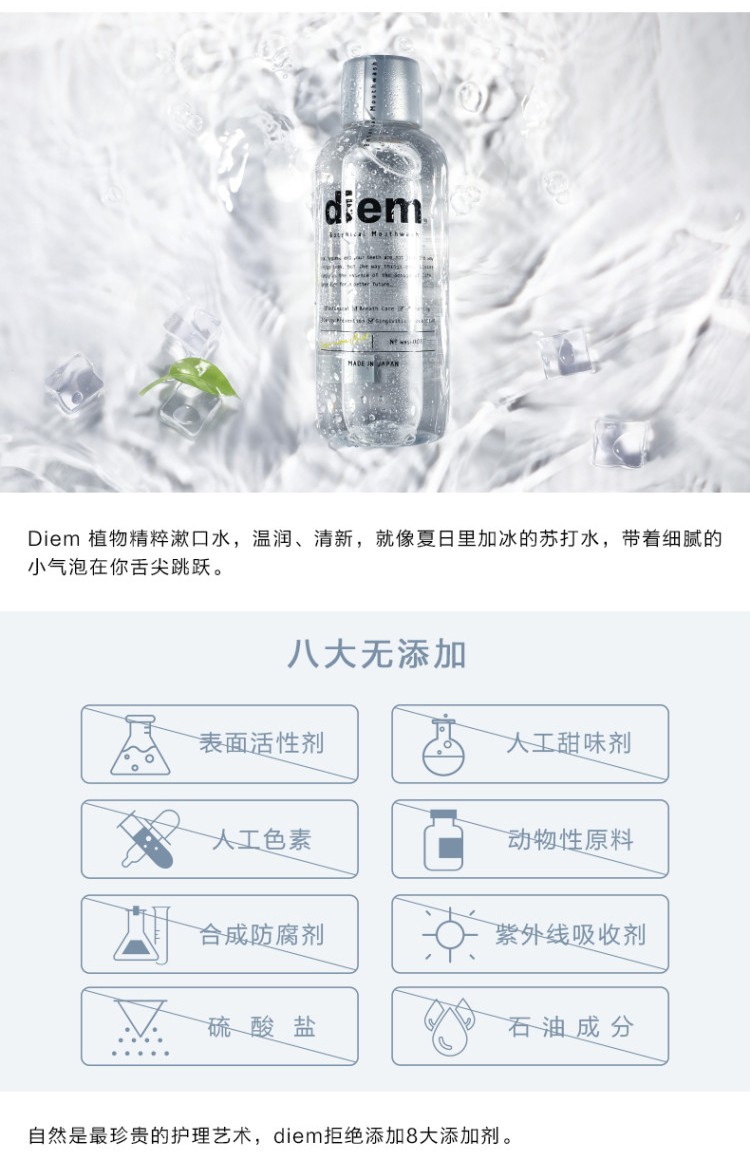 Mouthwash
diem
Botanical Mouthwash
Breath Care
MADE IN JAPAN
Diem 植物精粹漱口水，温润、清新，就像夏日里加冰的苏打水，带着细腻的
小气泡在你舌尖跳跃。
八大无添加
表面活性剂
人工甜味剂
人工色素
动物性原料
合成防腐剂
紫外线吸收剂
硫酸盐
石油成分
自然是最珍贵的护理艺术，diem拒绝添加8大添加剂。